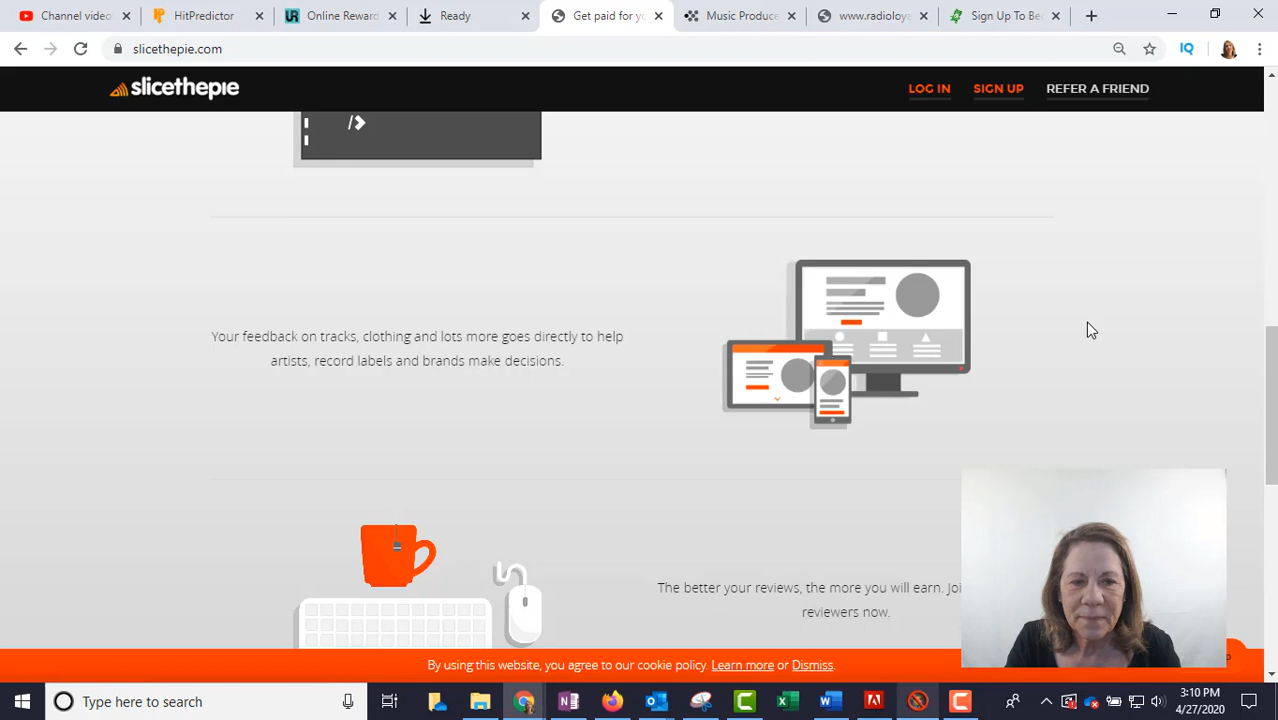 Channel video
HitPredictor
Online Reward
Ready
Get paid for yo
Music Produce
www.radioloya
Sign Up To Be
slicethepie.com
IQ
slicethepie
LOG IN
SIGN UP
REFER A FRIEND
/>
Your feedback on tracks, clothing and lots more goes directly to help
artists, record labels and brands make decisions.
The better your reviews, the more you will earn. Joi
reviewers now.
By using this website, you agree to our cookie policy. Learn more or Dismiss.
Type here to search
3:10 PM
4/27/2020